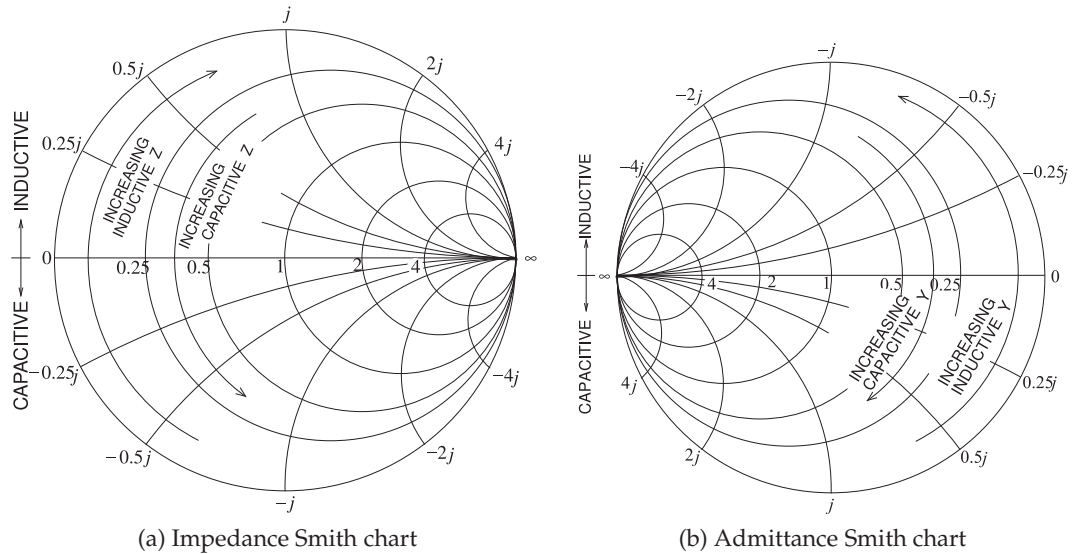 j
0.5j
2j
0.25j
4j
INDUCTIVE
CAPACITIVE
INCREASING
INDUCTIVE Z
INCREASING
CAPACITIVE Z
0
0.25
0.5
1
2
4
∞
−0.25j
−4j
−0.5j
−2j
−j
(a) Impedance Smith chart
−j
−2j
−0.5j
−4j
−0.25j
INDUCTIVE
CAPACITIVE
∞
4
2
1
0.5
0.25
0
INCREASING
CAPACITIVE Y
INCREASING
INDUCTIVE Y
4j
0.25j
2j
0.5j
j
(b) Admittance Smith chart